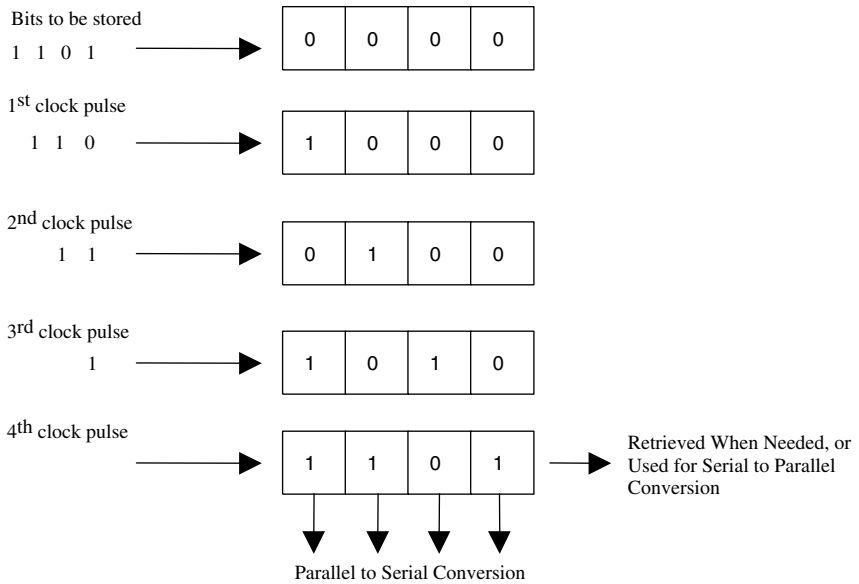 Bits to be stored
1 1 0 1
0 0 0 0
1st clock pulse
1 1 0
1 0 0 0
2nd clock pulse
1 1
0 1 0 0
3rd clock pulse
1
1 0 1 0
4th clock pulse
1 1 0 1
Retrieved When Needed, or
Used for Serial to Parallel
Conversion
Parallel to Serial Conversion